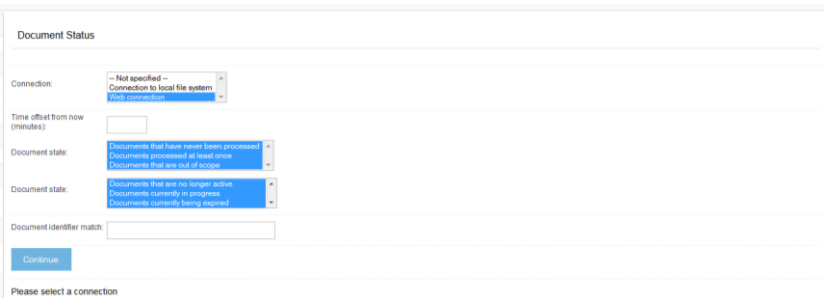 Document Status
Connection:
-- Not specified --
Connection to local file system
Web connection
Time offset from now
(minutes):
Document state:
Documents that have never been processed
Documents processed at least once
Documents that are out of scope
Document state:
Documents that are no longer active
Documents currently in progress
Documents currently being expired
Document identifier match:
Continue
Please select a connection